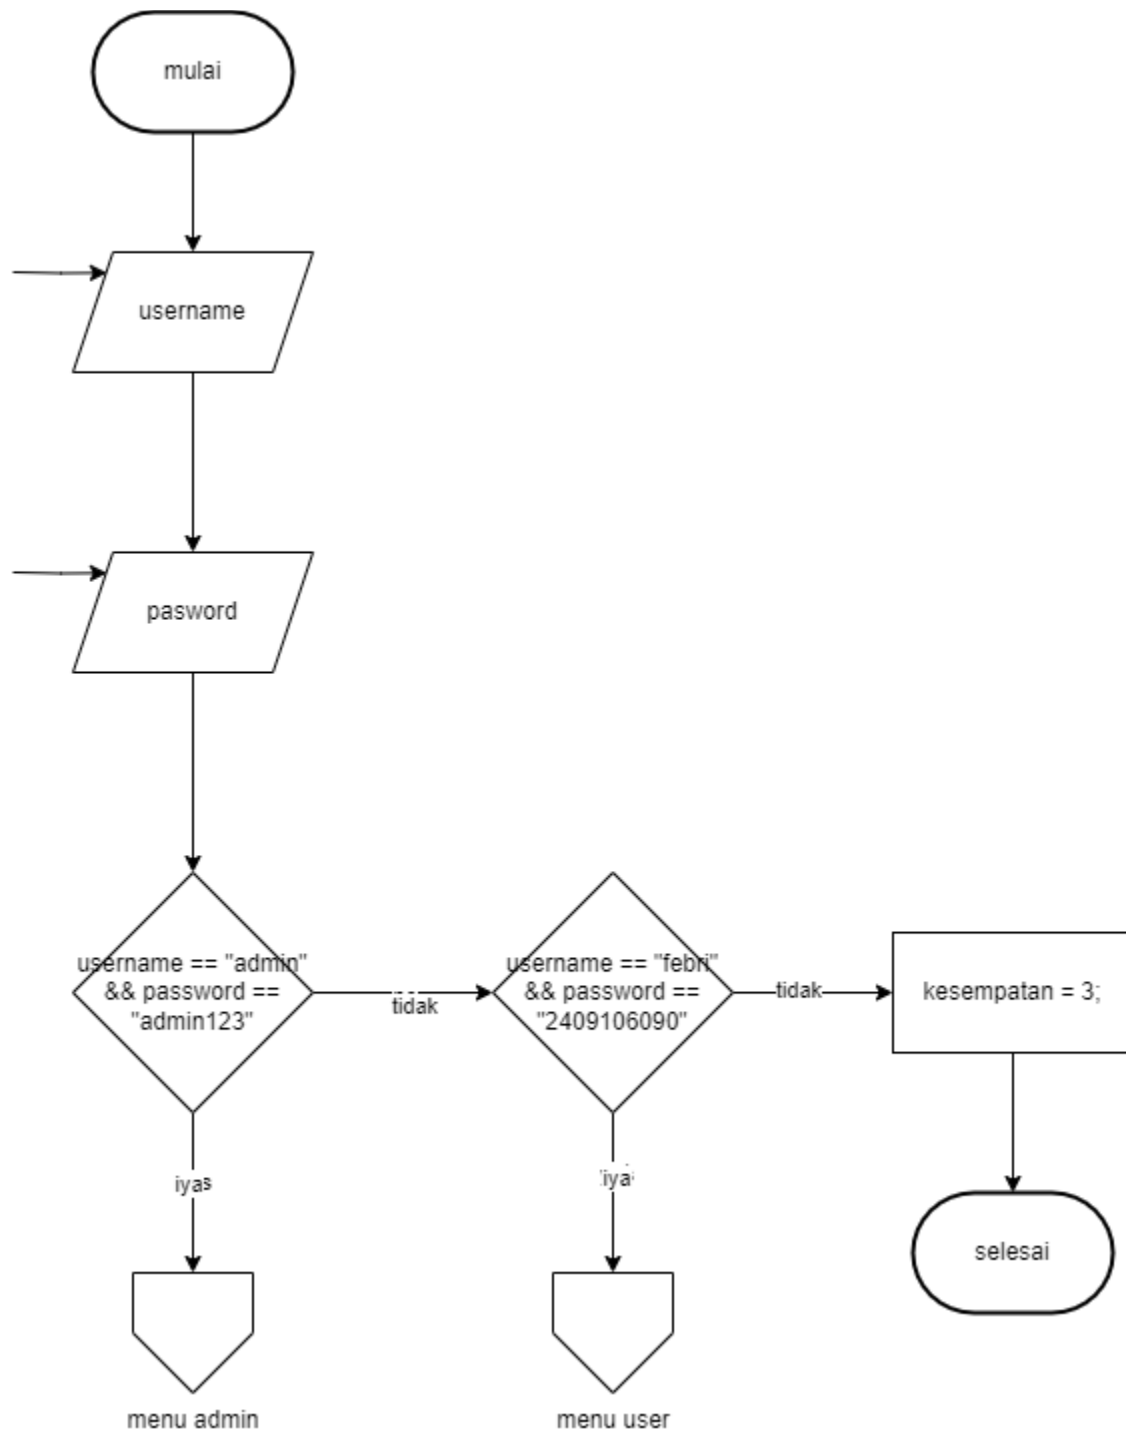 mulai
username
pasword
username == "admin"
&& password ==
"admin123"
tidak
username == "febri"
&& password ==
"2409106090"
tidak
kesempatan = 3;
iyas
iya
selesai
menu admin
menu user